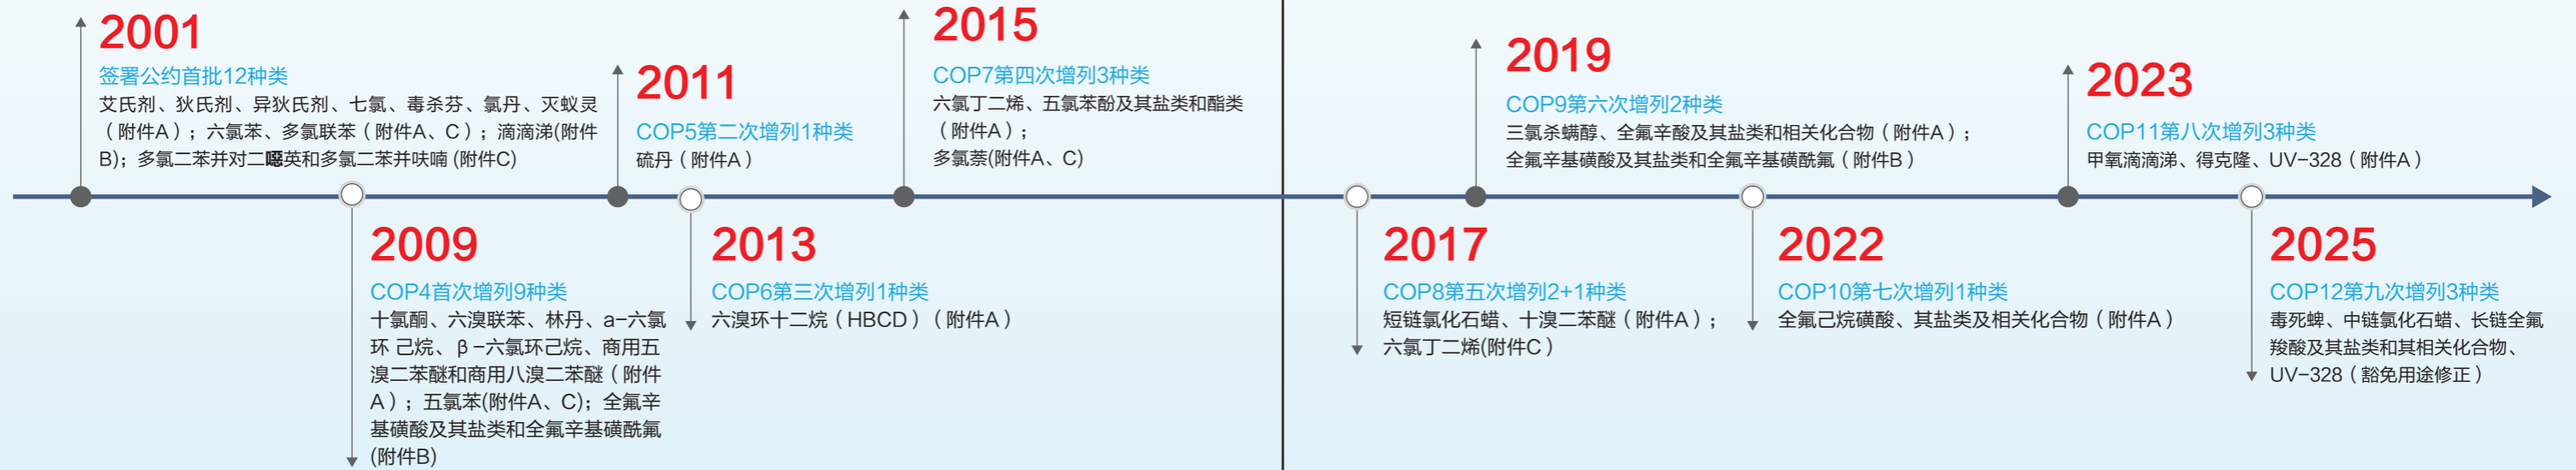 2001
签署公约首批12种类
艾氏剂、狄氏剂、异狄氏剂、七氯、毒杀芬、氯丹、灭蚁灵
（附件A）；六氯苯、多氯联苯（附件A、C）；滴滴涕(附件
B)；多氯二苯并对二噁英和多氯二苯并呋喃 (附件C)
2009
COP4首次增列9种类
十氯酮、六溴联苯、林丹、a-六氯
环 己烷、β-六氯环己烷、商用五
溴二苯醚和商用八溴二苯醚（附件
A）；五氯苯(附件A、C)；全氟辛
基磺酸及其盐类和全氟辛基磺酰氟
(附件B)
2011
COP5第二次增列1种类
硫丹（附件A）
2013
COP6第三次增列1种类
六溴环十二烷（HBCD）（附件A）
2015
COP7第四次增列3种类
六氯丁二烯、五氯苯酚及其盐类和酯类
（附件A）；
多氯萘(附件A、C)
2017
COP8第五次增列2+1种类
短链氯化石蜡、十溴二苯醚（附件A）；
六氯丁二烯(附件C）
2019
COP9第六次增列2种类
三氯杀螨醇、全氟辛酸及其盐类和相关化合物（附件A）；
全氟辛基磺酸及其盐类和全氟辛基磺酰氟（附件B）
2022
COP10第七次增列1种类
全氟己烷磺酸、其盐类及相关化合物（附件A）
2023
COP11第八次增列3种类
甲氧滴滴涕、得克隆、UV-328（附件A）
2025
COP12第九次增列3种类
毒死蜱、中链氯化石蜡、长链全氟
羧酸及其盐类和其相关化合物、
UV-328（豁免用途修正）